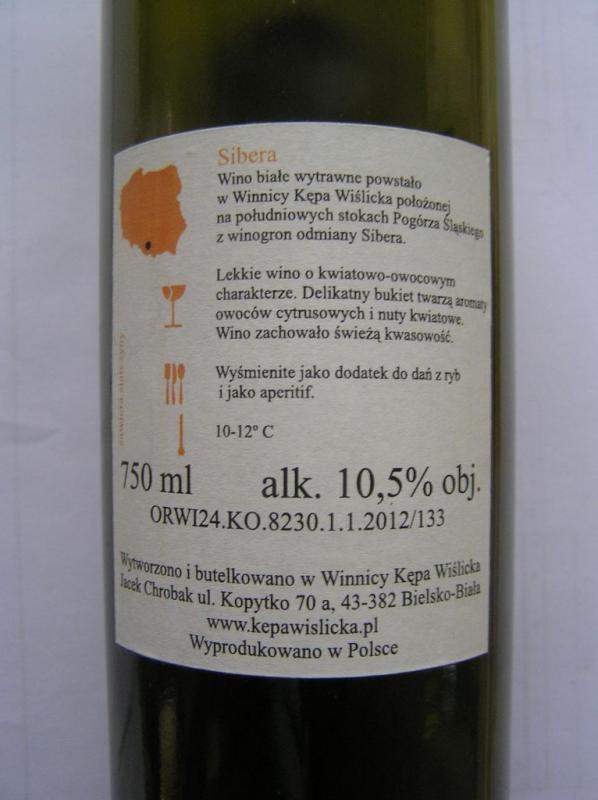 Sibera
Wino białe wytrawne powstało
w Winnicy Kępa Wiślicka położonej
na południowych stokach Pogórza Śląskiego
z winogron odmiany Sibera.
Lekkie wino o kwiatowo-owocowym
charakterze. Delikatny bukiet twarzą aromaty
owoców cytrusowych i nuty kwiatowe.
Wino zachowało świeżą kwasowość.
zawiera siarczyny
Wyśmienite jako dodatek do dań z ryb
i jako aperitif.
10-12° C
750 ml alk. 10,5% obj.
ORWI24.KO.8230.1.1.2012/133
Wytworzono i butelkowano w Winnicy Kępa Wiślicka
Jacek Chrobak ul. Kopytko 70 a, 43-382 Bielsko-Biała
www.kepawislicka.pl
Wyprodukowano w Polsce